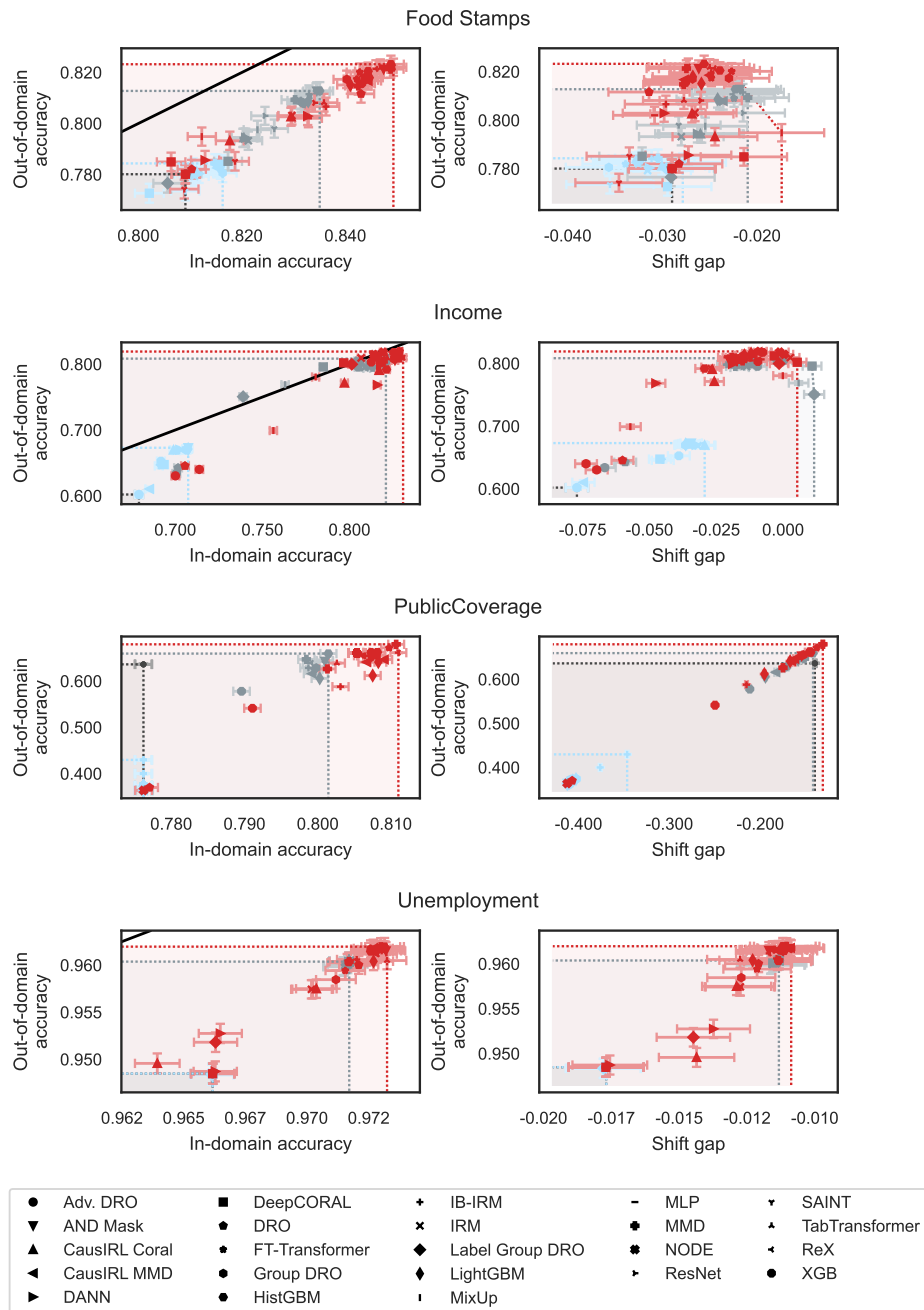 Food Stamps
Out-of-domain
accuracy
0.820
0.800
0.780
0.800
0.820
0.840
In-domain accuracy
Out-of-domain
accuracy
0.820
0.800
0.780
-0.040
-0.030
-0.020
Shift gap
Income
Out-of-domain
accuracy
0.800
0.700
0.600
0.700
0.750
0.800
In-domain accuracy
Out-of-domain
accuracy
0.800
0.700
0.600
-0.075
-0.050
-0.025
0.000
Shift gap
PublicCoverage
Out-of-domain
accuracy
0.600
0.500
0.400
0.780
0.790
0.800
0.810
In-domain accuracy
Out-of-domain
accuracy
0.600
0.500
0.400
-0.400
-0.300
-0.200
Shift gap
Unemployment
Out-of-domain
accuracy
0.960
0.955
0.950
0.962
0.965
0.967
0.970
0.972
In-domain accuracy
Out-of-domain
accuracy
0.960
0.955
0.950
-0.020
-0.017
-0.015
-0.012
-0.010
Shift gap
Adv. DRO
AND Mask
CausIRL Coral
CausIRL MMD
DANN
DeepCORAL
DRO
FT-Transformer
Group DRO
HistGBM
IB-IRM
IRM
Label Group DRO
LightGBM
MixUp
MLP
MMD
NODE
ResNet
SAINT
TabTransformer
ReX
XGB